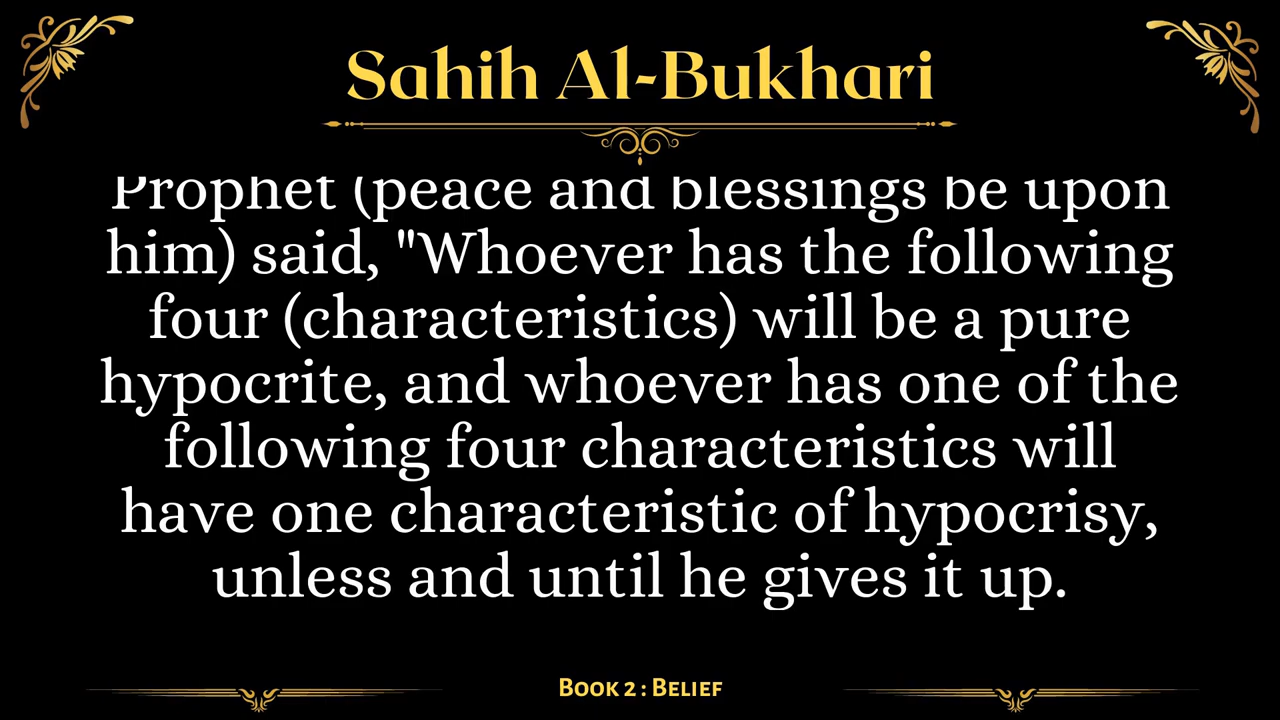 Sahih Al-Bukhari
Prophet (peace and blessings be upon
him) said, "Whoever has the following
four (characteristics) will be a pure
hypocrite, and whoever has one of the
following four characteristics will
have one characteristic of hypocrisy,
unless and until he gives it up.
Book 2 : Belief